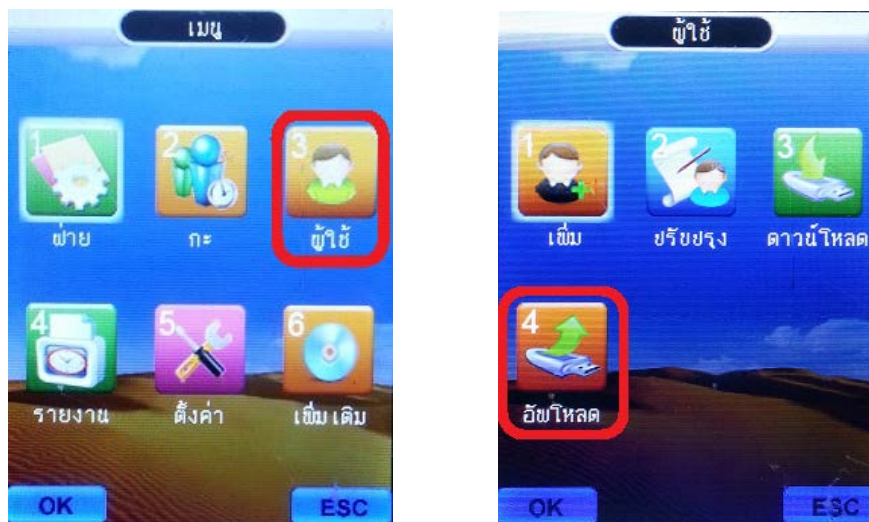 เมนู
1 2 3
ฝ่าย กะ ผู้ใช้
4 5 6
รายงาน ตั้งค่า เพิ่มเติม
OK ESC
ผู้ใช้
1 2 3
เพิ่ม ปรับปรุง ดาวน์โหลด
4
อัพโหลด
OK ESC